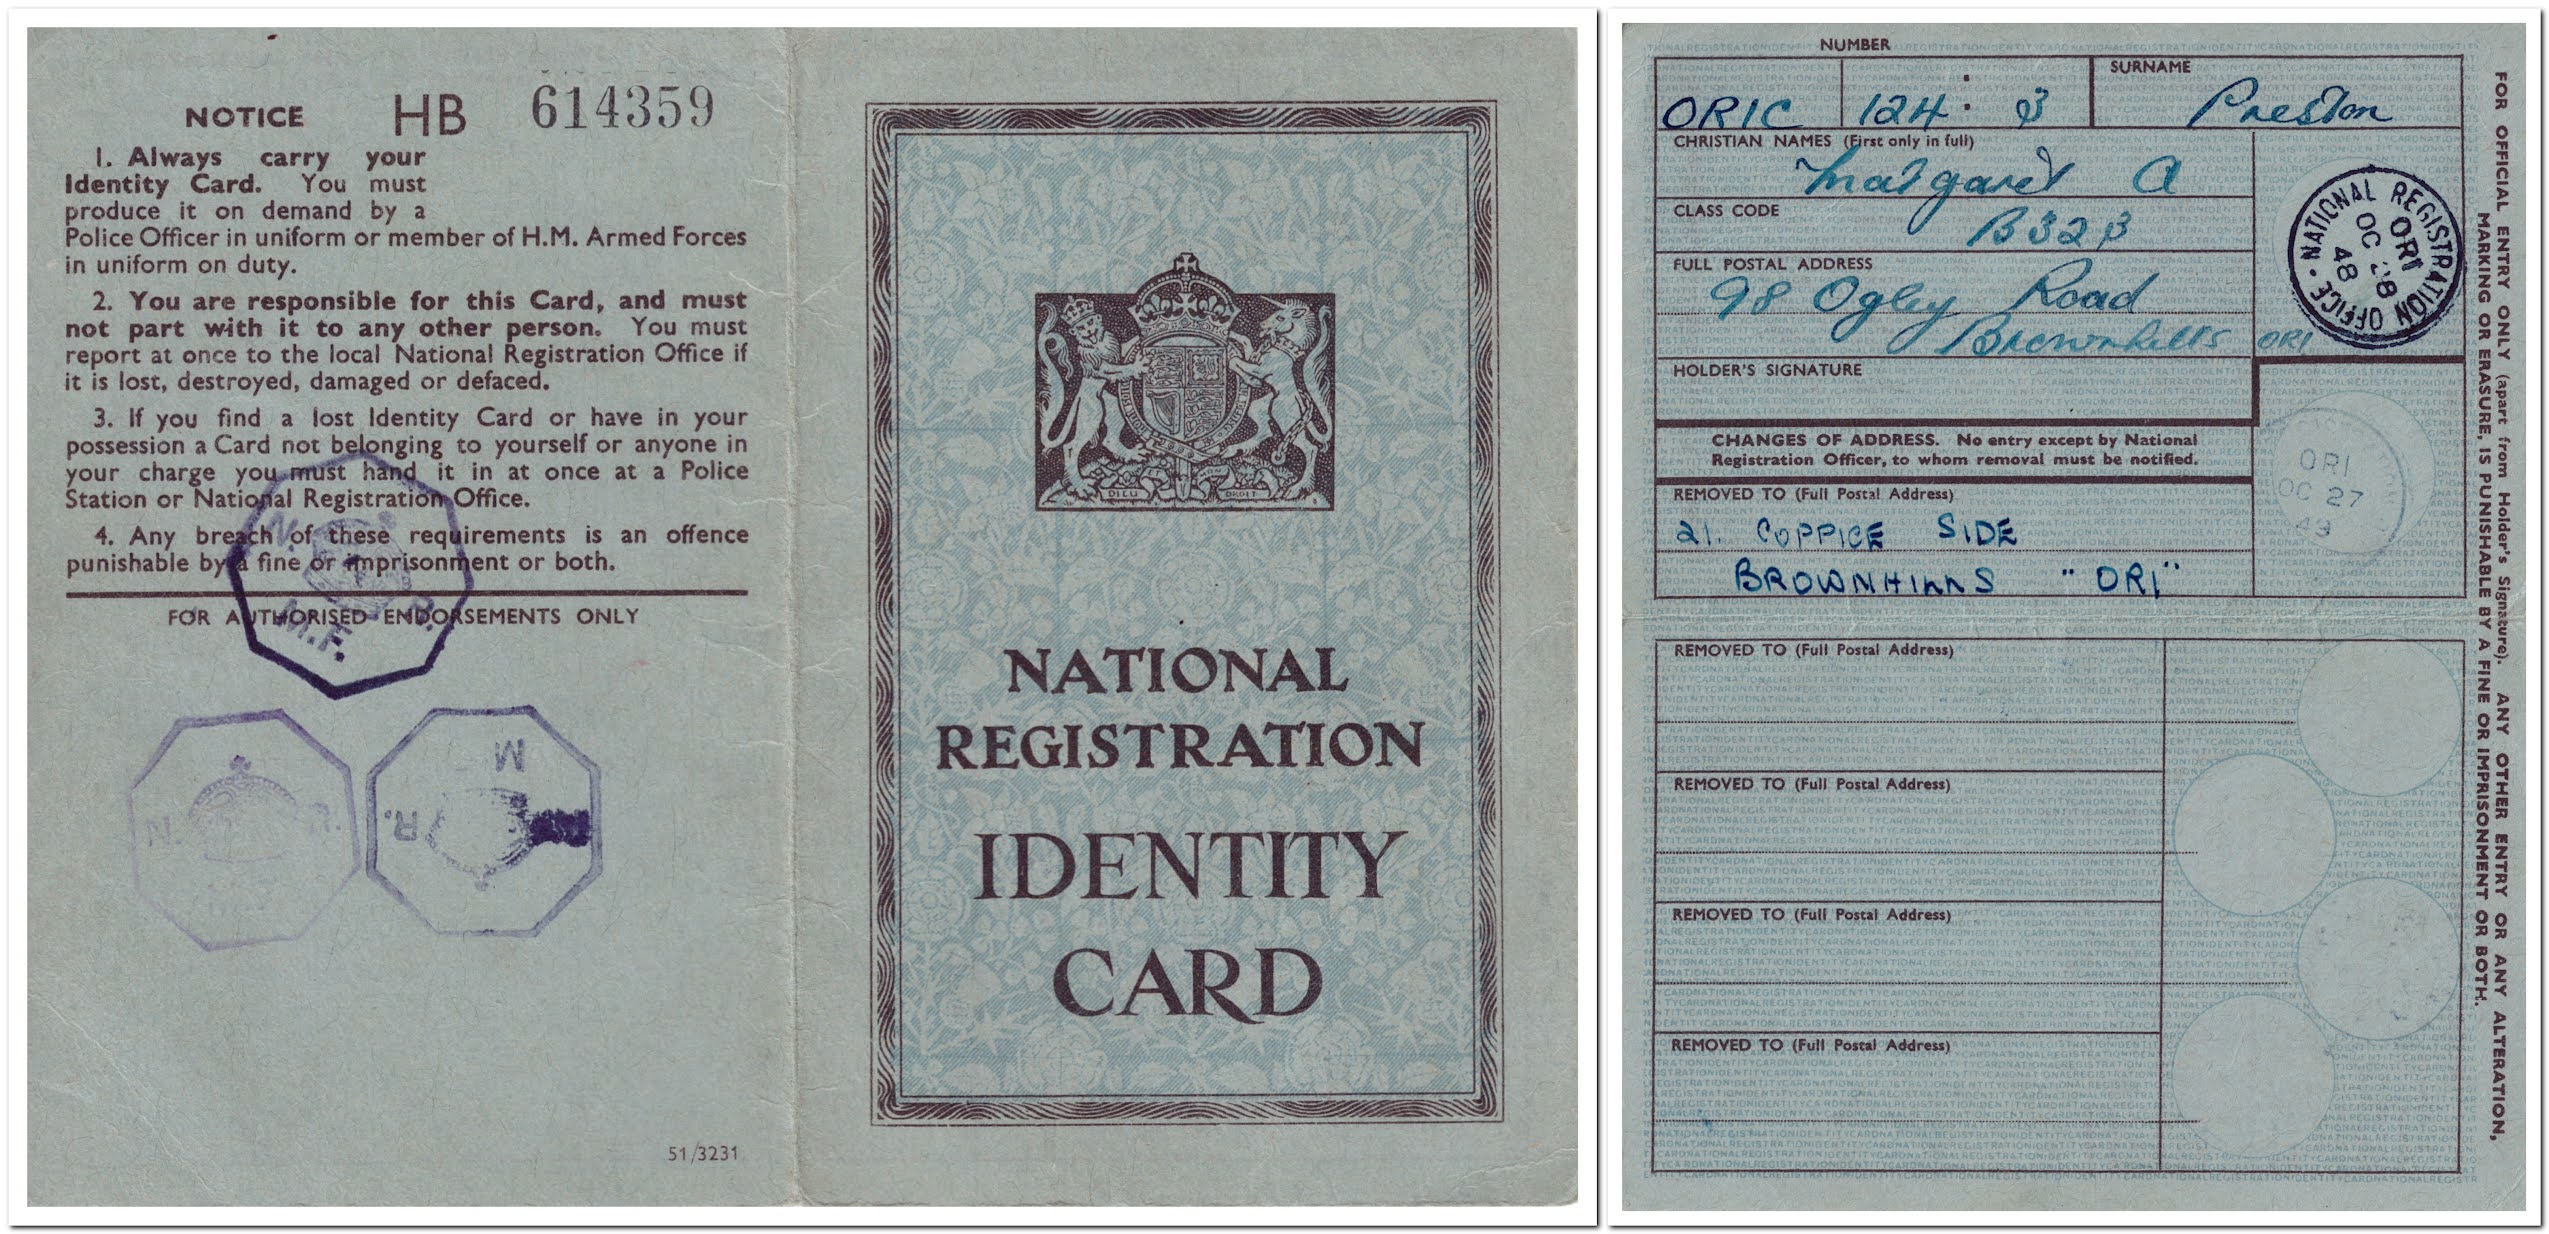 NOTICE HB 614359
1. Always carry your
Identity Card. You must
produce it on demand by a
Police Officer in uniform or member of H.M. Armed Forces
in uniform on duty.
2. You are responsible for this Card, and must
not part with it to any other person. You must
report at once to the local National Registration Office if
it is lost, destroyed, damaged or defaced.
3. If you find a lost Identity Card or have in your
possession a Card not belonging to yourself or anyone in
your charge you must hand it in at once at a Police
Station or National Registration Office.
4. Any breach of these requirements is an offence
punishable by a fine or imprisonment or both.
FOR AUTHORISED ENDORSEMENTS ONLY
N. R.
M.F.
N. R.
M
R.
51/3231
DIEU DROIT
NATIONAL
REGISTRATION
IDENTITY
CARD
NUMBER
SURNAME
ORIC 124 : 3 Preston
CHRISTIAN NAMES (First only in full)
Margaret A
CLASS CODE
B323
FULL POSTAL ADDRESS
98 Ogley Road
Brownhills ORI
NATIONAL REGISTRATION OFFICE
ORI
OC 28
48
HOLDER'S SIGNATURE
CHANGES OF ADDRESS. No entry except by National
Registration Officer, to whom removal must be notified.
REMOVED TO (Full Postal Address)
21. COPPICE SIDE
BROWNHILLS "ORI"
ORI
OC 27
49
REMOVED TO (Full Postal Address)
REMOVED TO (Full Postal Address)
REMOVED TO (Full Postal Address)
REMOVED TO (Full Postal Address)
FOR OFFICIAL ENTRY ONLY (apart from Holder's Signature). ANY OTHER ENTRY OR ANY ALTERATION,
MARKING OR ERASURE, IS PUNISHABLE BY A FINE OR IMPRISONMENT OR BOTH.